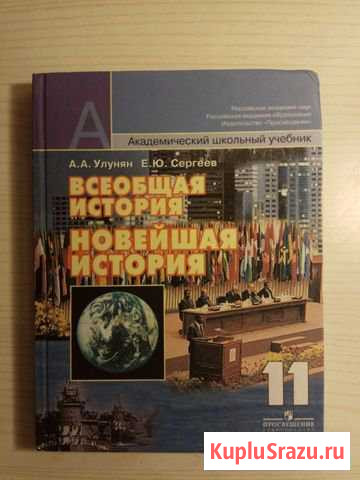 Российская академия наук
Российская академия образования
Издательство «Просвещение»
А
Академический школьный учебник
А.А. Улунян Е.Ю. Сергеев
ВСЕОБЩАЯ
ИСТОРИЯ
НОВЕЙШАЯ
ИСТОРИЯ
11
ПРОСВЕЩЕНИЕ
KupluSrazu.ru